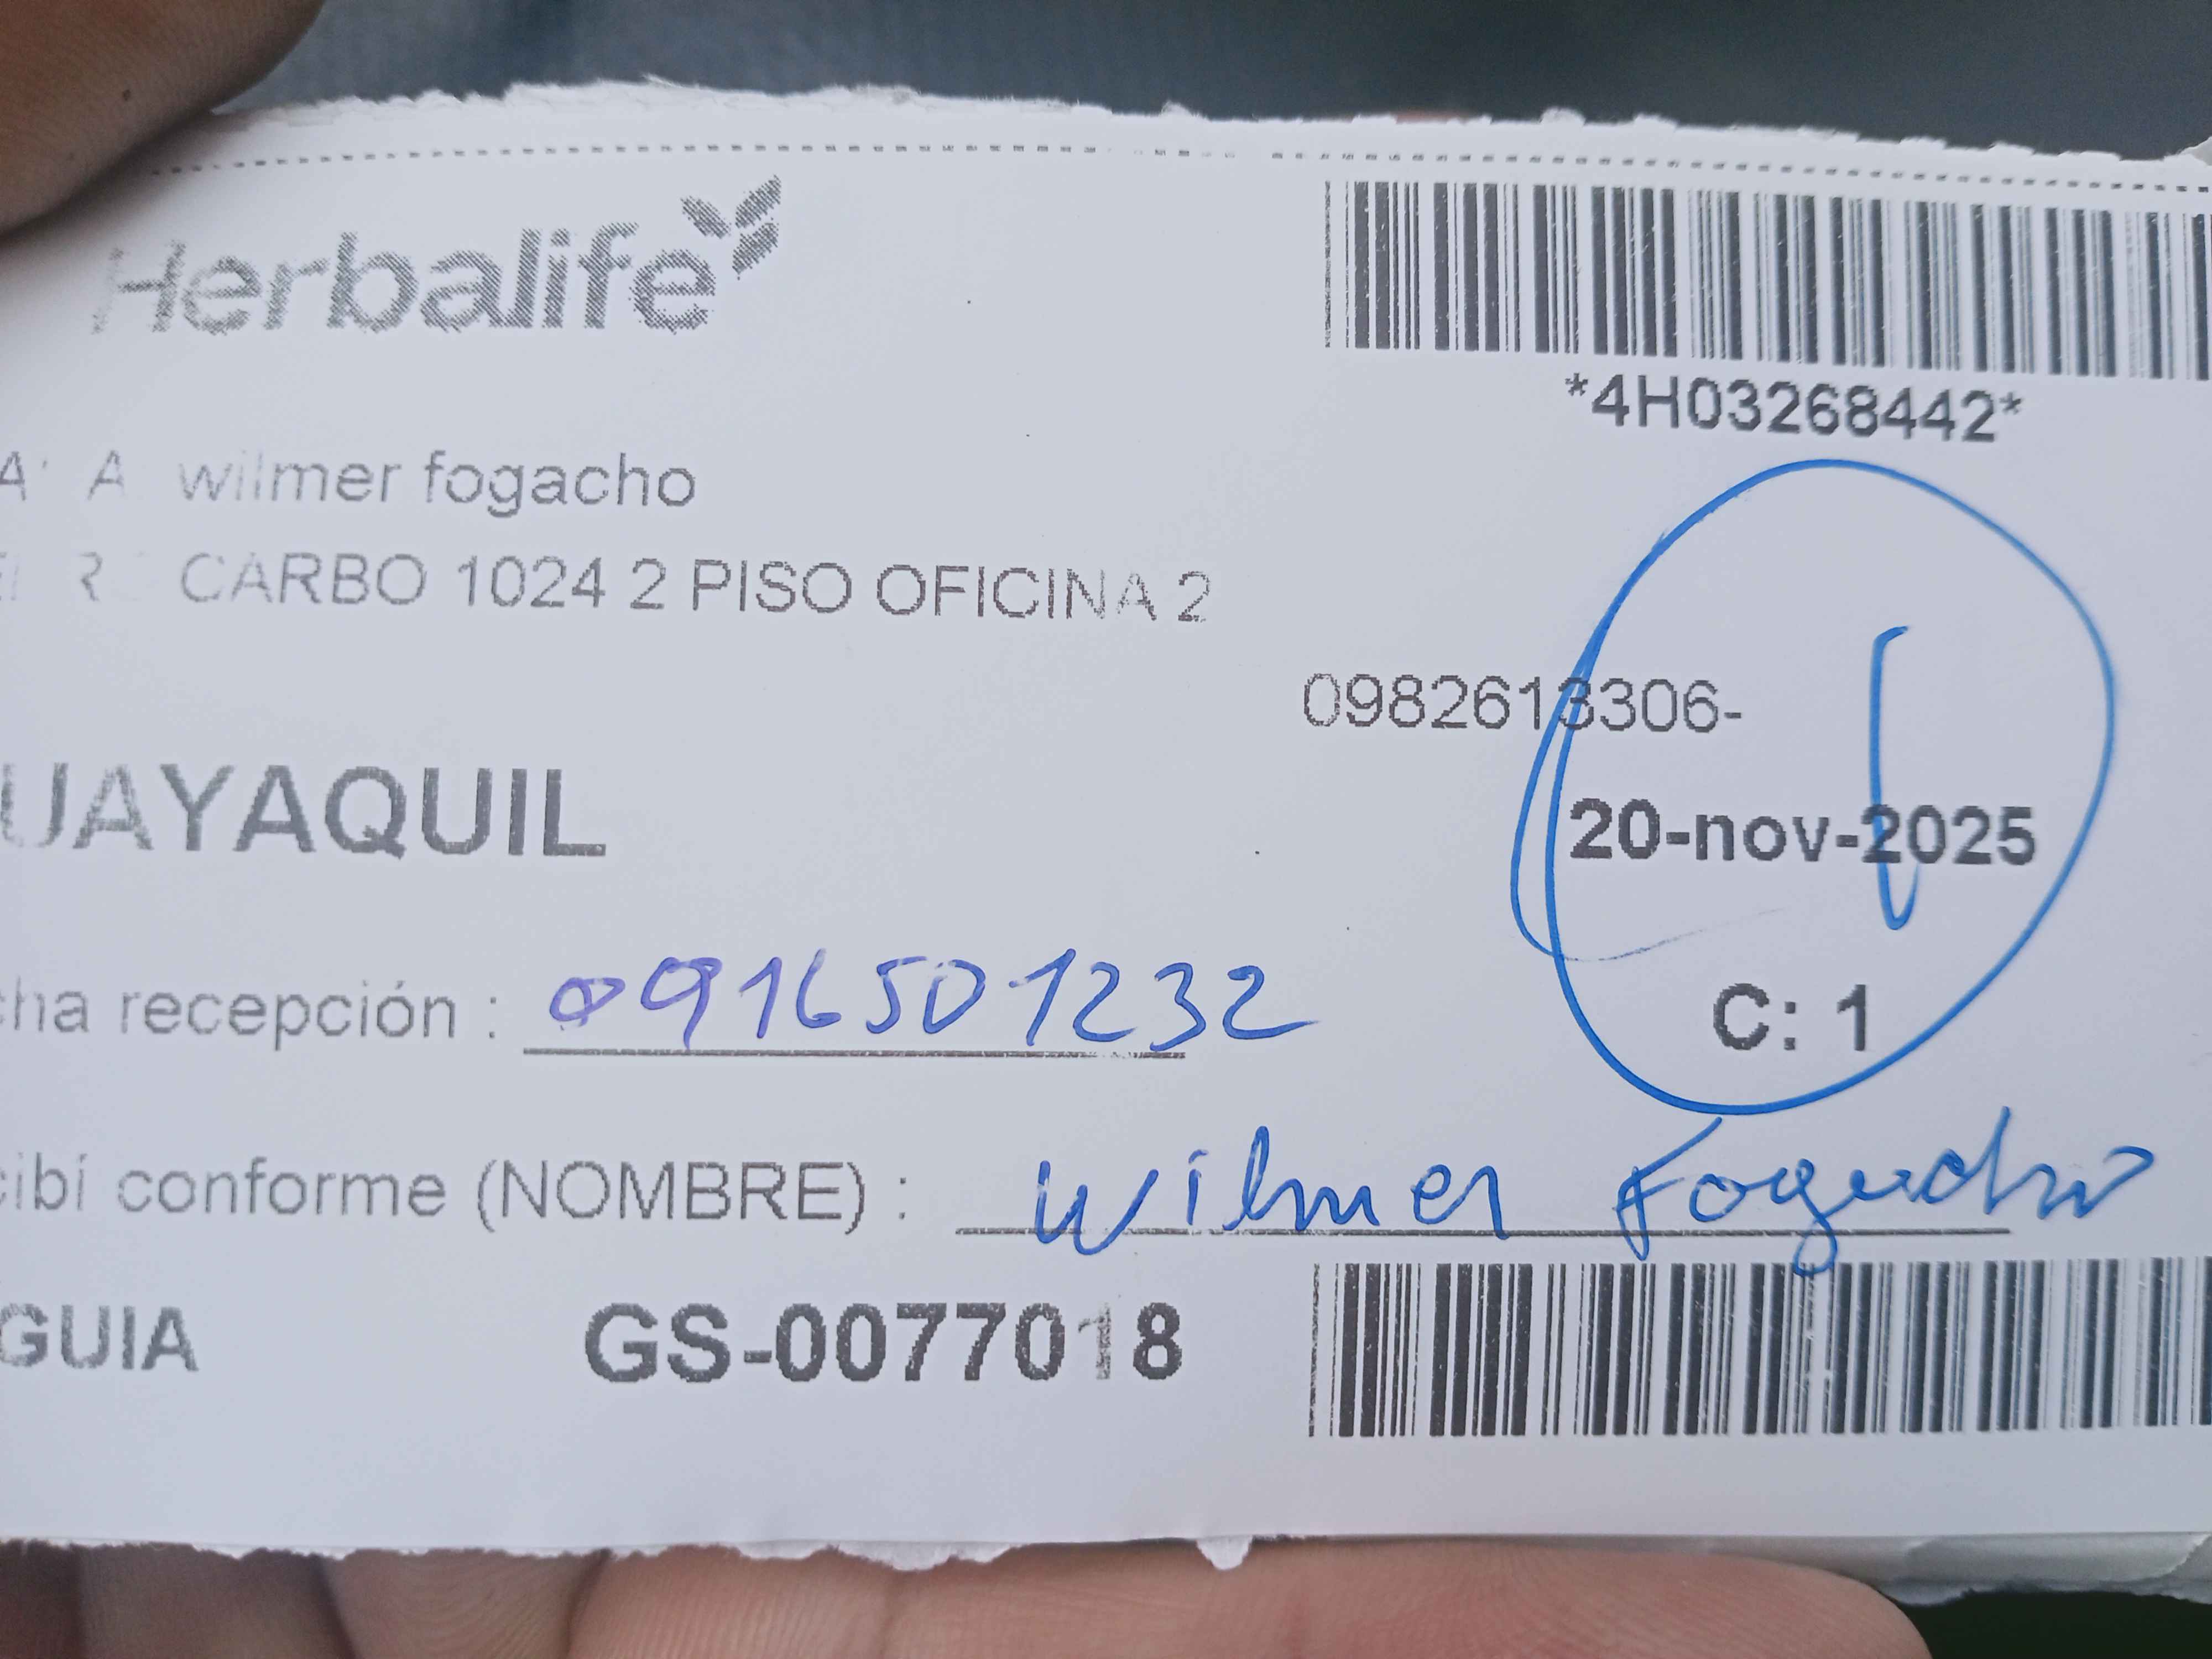 Herbalife
*4H03268442*
wilmer fogacho
CARBO 1024 2 PISO OFICINA 2
0982613306-
UAYAQUIL
20-nov-2025
cha recepción : 0916501232
C: 1
cibí conforme (NOMBRE) : Wilmer Fogacho
GUIA GS-0077018